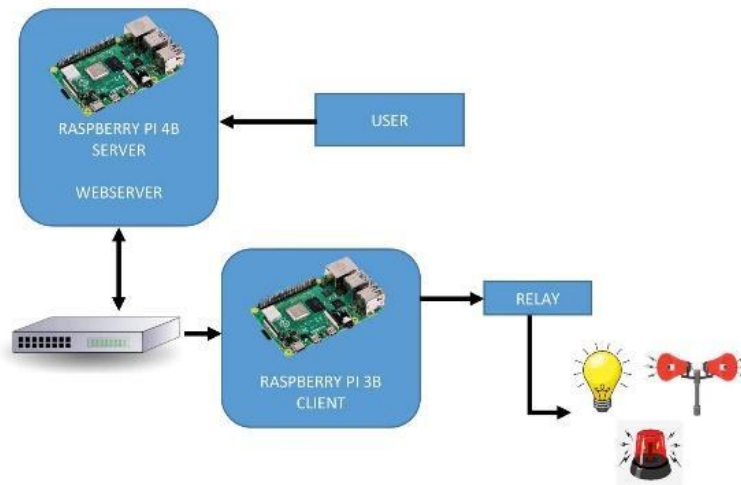 RASPBERRY PI 4B
SERVER
WEBSERVER
USER
RASPBERRY PI 3B
CLIENT
RELAY